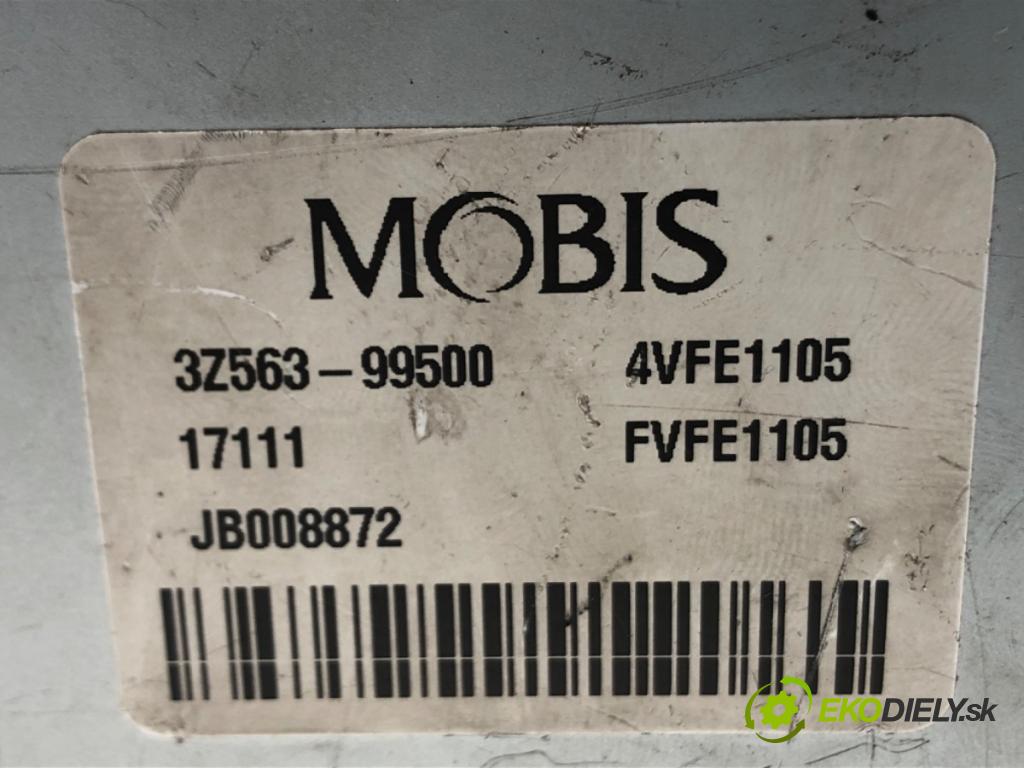 MOBIS
3Z563-99500 4VFE1105
17111 FVFE1105
JB008872
EKODIELY.sk